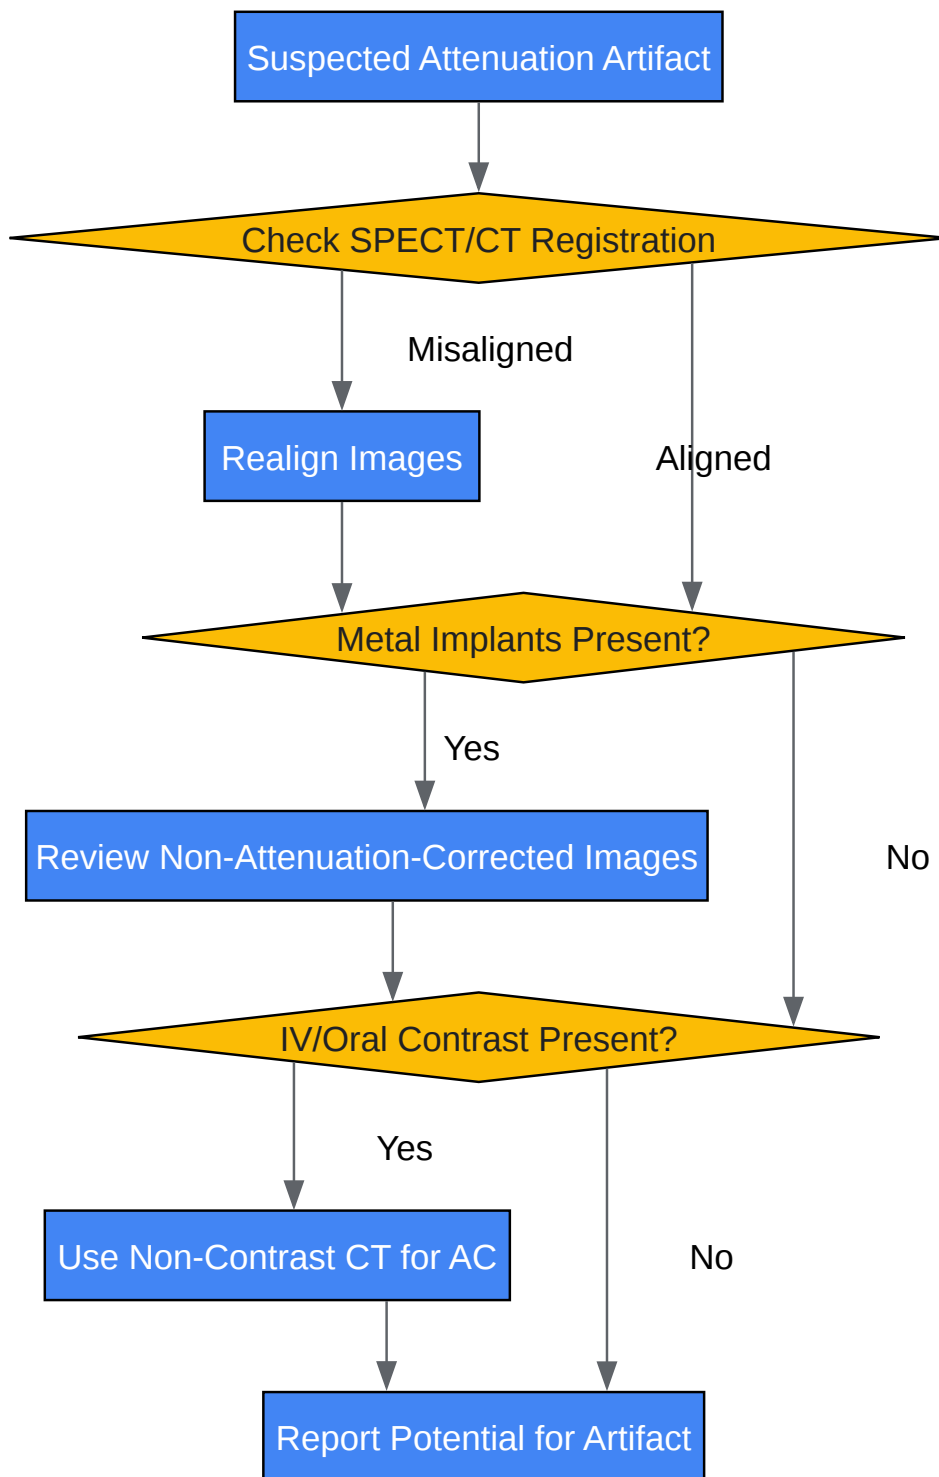 Suspected Attenuation Artifact
Check SPECT/CT Registration
Misaligned
Realign Images
Aligned
Metal Implants Present?
Yes
Review Non-Attenuation-Corrected Images
No
IV/Oral Contrast Present?
Yes
Use Non-Contrast CT for AC
No
Report Potential for Artifact